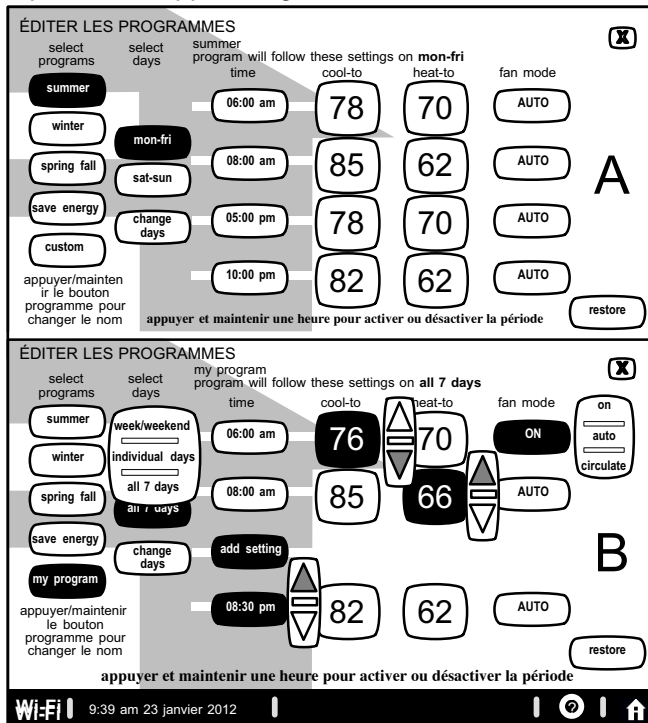 ÉDITER LES PROGRAMMES
select programs
select days
summer
program will follow these settings on mon-fri
time
cool-to
heat-to
fan mode
X
summer
winter
spring fall
save energy
custom
mon-fri
sat-sun
change days
06:00 am
78
70
AUTO
08:00 am
85
62
AUTO
05:00 pm
78
70
AUTO
10:00 pm
82
62
AUTO
A
appuyer/mainten
ir le bouton
programme pour
changer le nom
appuyer et maintenir une heure pour activer ou désactiver la période
restore
ÉDITER LES PROGRAMMES
select programs
select days
my program
program will follow these settings on all 7 days
time
cool-to
heat-to
fan mode
X
summer
winter
spring fall
save energy
my program
week/weekend
individual days
all 7 days
all 7 days
change days
06:00 am
76
70
ON
on
auto
circulate
08:00 am
85
66
AUTO
add setting
08:30 pm
82
62
AUTO
B
appuyer/maintenir
le bouton
programme pour
changer le nom
restore
appuyer et maintenir une heure pour activer ou désactiver la période
Wi-Fi
9:39 am 23 janvier 2012
?